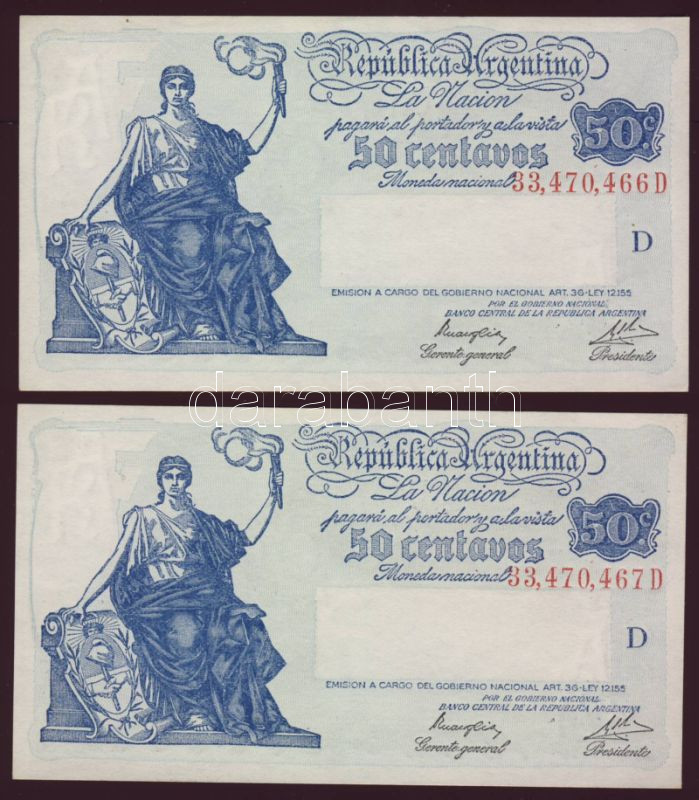 República Argentina
La Nación
pagará al portador y a la vista
50 centavos
50c
Moneda nacional 33,470,466D
D
EMISION A CARGO DEL GOBIERNO NACIONAL ART. 36-LEY 12.155
POR EL GOBIERNO NACIONAL
BANCO CENTRAL DE LA REPUBLICA ARGENTINA
Gerente general
Presidente
darabanth
República Argentina
La Nación
pagará al portador y a la vista
50 centavos
50c
Moneda nacional 33,470,467D
D
EMISION A CARGO DEL GOBIERNO NACIONAL ART. 36-LEY 12.155
POR EL GOBIERNO NACIONAL
BANCO CENTRAL DE LA REPUBLICA ARGENTINA
Gerente general
Presidente